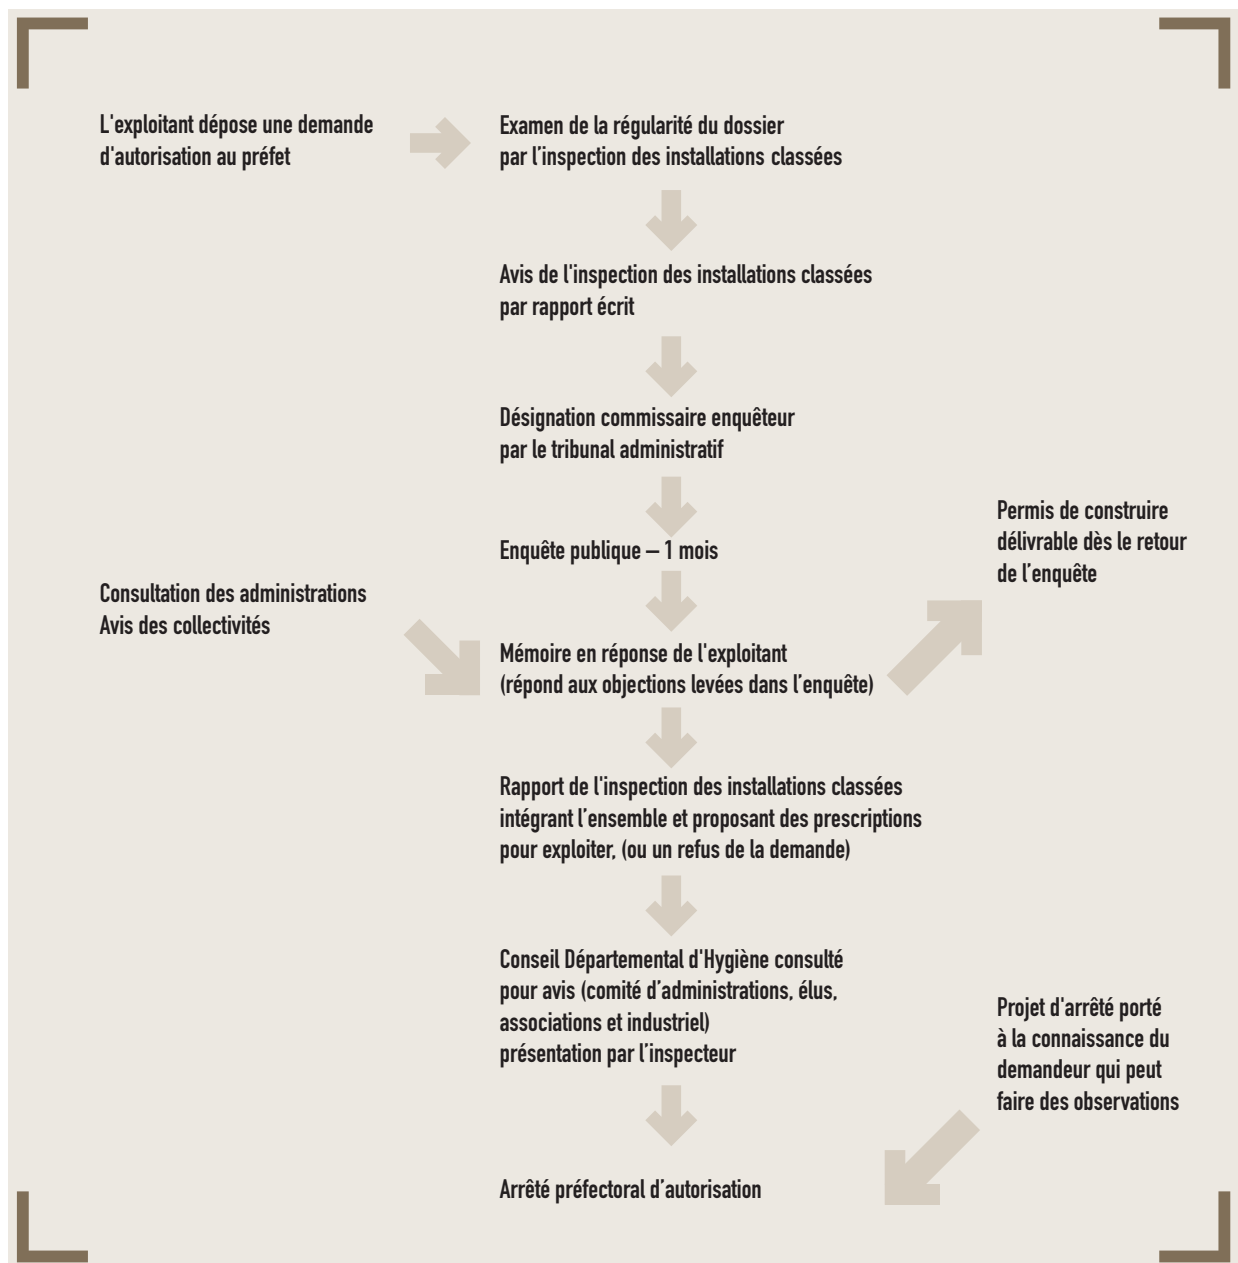 L'exploitant dépose une demande
d'autorisation au préfet
Examen de la régularité du dossier
par l’inspection des installations classées
Avis de l'inspection des installations classées
par rapport écrit
Désignation commissaire enquêteur
par le tribunal administratif
Enquête publique – 1 mois
Consultation des administrations
Avis des collectivités
Mémoire en réponse de l'exploitant
(répond aux objections levées dans l’enquête)
Permis de construire
délivrable dès le retour
de l’enquête
Rapport de l'inspection des installations classées
intégrant l’ensemble et proposant des prescriptions
pour exploiter, (ou un refus de la demande)
Conseil Départemental d'Hygiène consulté
pour avis (comité d’administrations, élus,
associations et industriel)
présentation par l’inspecteur
Projet d'arrêté porté
à la connaissance du
demandeur qui peut
faire des observations
Arrêté préfectoral d’autorisation